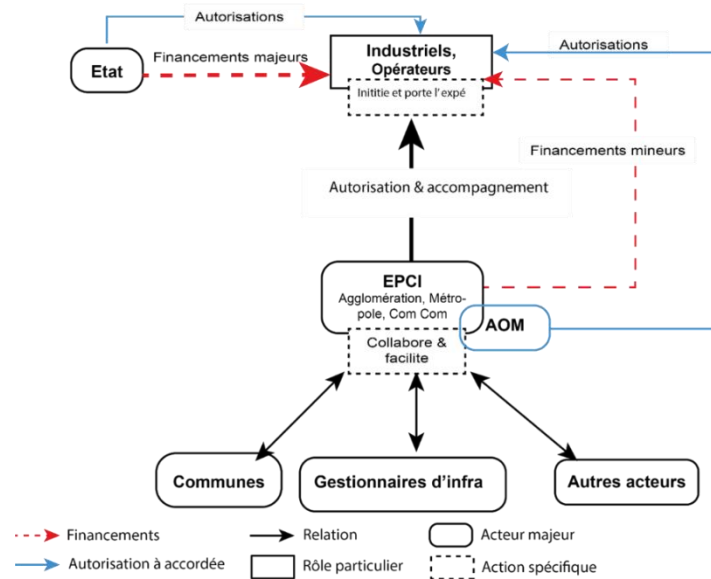 Autorisations
Industriels,
Opérateurs
Autorisations
Etat
Financements majeurs
Inititie et porte l'expé
Financements mineurs
Autorisation & accompagnement
EPCI
Agglomération, Métro-
pole, Com Com
AOM
Collabore &
facilite
Communes
Gestionnaires d'infra
Autres acteurs
Financements
Relation
Acteur majeur
Autorisation à accordée
Rôle particulier
Action spécifique